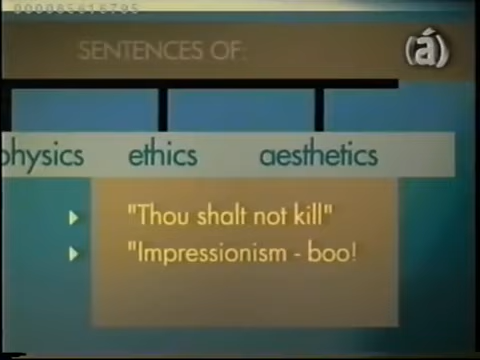 SENTENCES OF:
(á)
physics ethics aesthetics
"Thou shalt not kill"
"Impressionism - boo!